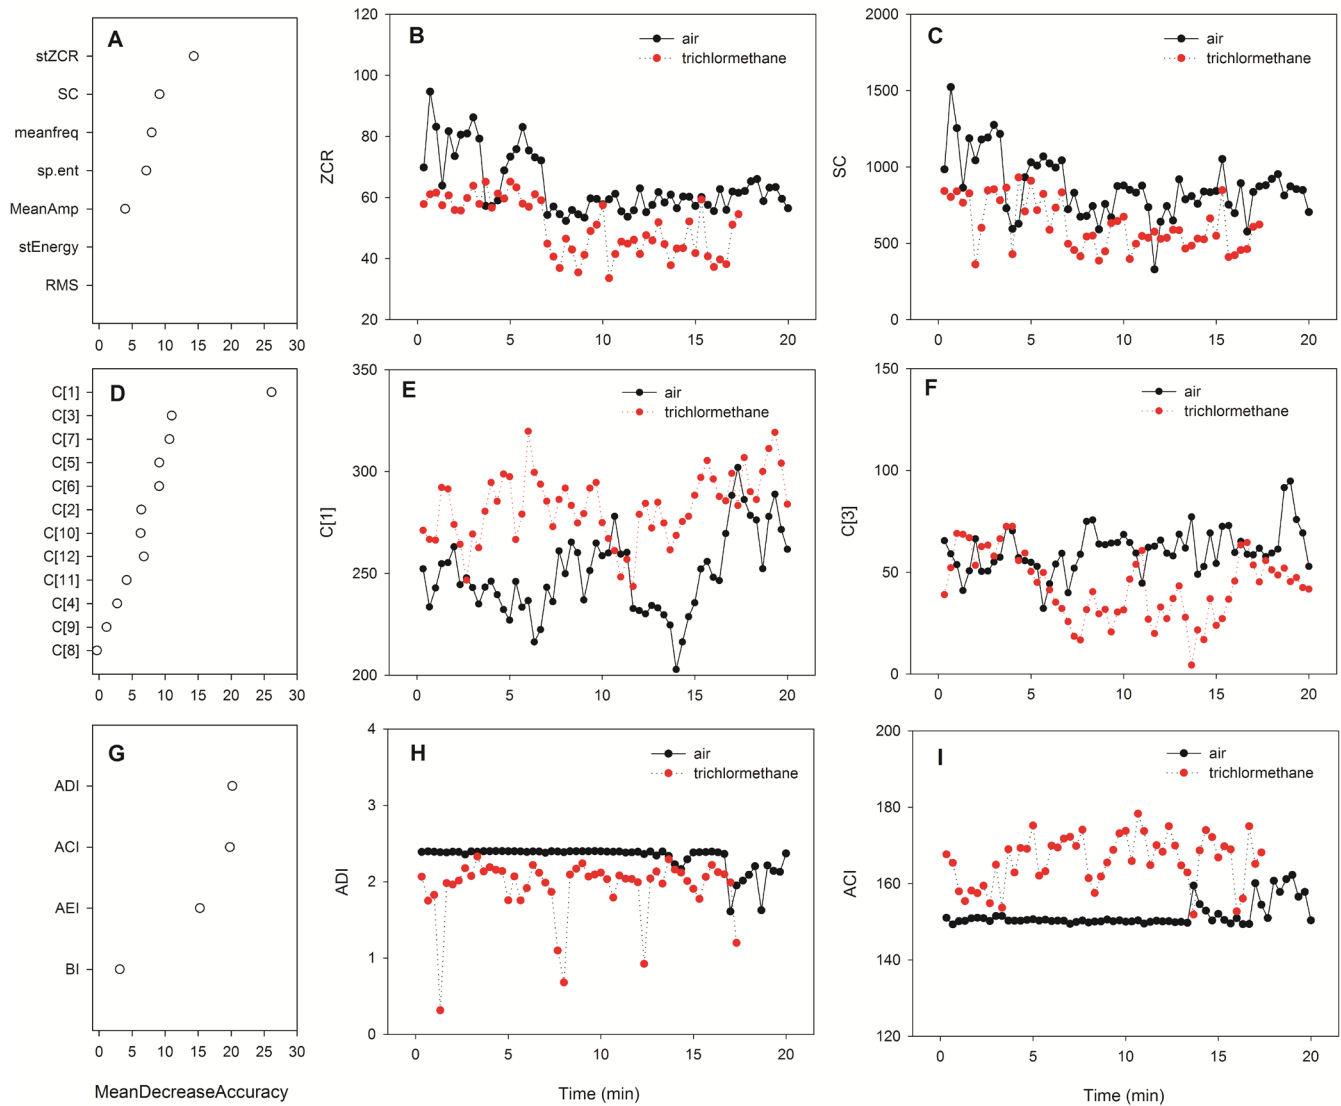 A
stZCR
SC
meanfreq
sp.ent
MeanAmp
stEnergy
RMS
0 5 10 15 20 25 30
B
air
trichlormethane
ZCR
120
100
80
60
40
20
0 5 10 15 20
C
air
trichlormethane
SC
2000
1500
1000
500
0
0 5 10 15 20
D
C[1]
C[3]
C[7]
C[5]
C[6]
C[2]
C[10]
C[12]
C[11]
C[4]
C[9]
C[8]
0 5 10 15 20 25 30
E
air
trichlormethane
C[1]
350
300
250
200
0 5 10 15 20
F
air
trichlormethane
C[3]
150
100
50
0
0 5 10 15 20
G
ADI
ACI
AEI
BI
0 5 10 15 20 25 30
MeanDecreaseAccuracy
H
air
trichlormethane
ADI
4
3
2
1
0
0 5 10 15 20
Time (min)
I
air
trichlormethane
ACI
200
180
160
140
120
0 5 10 15 20
Time (min)